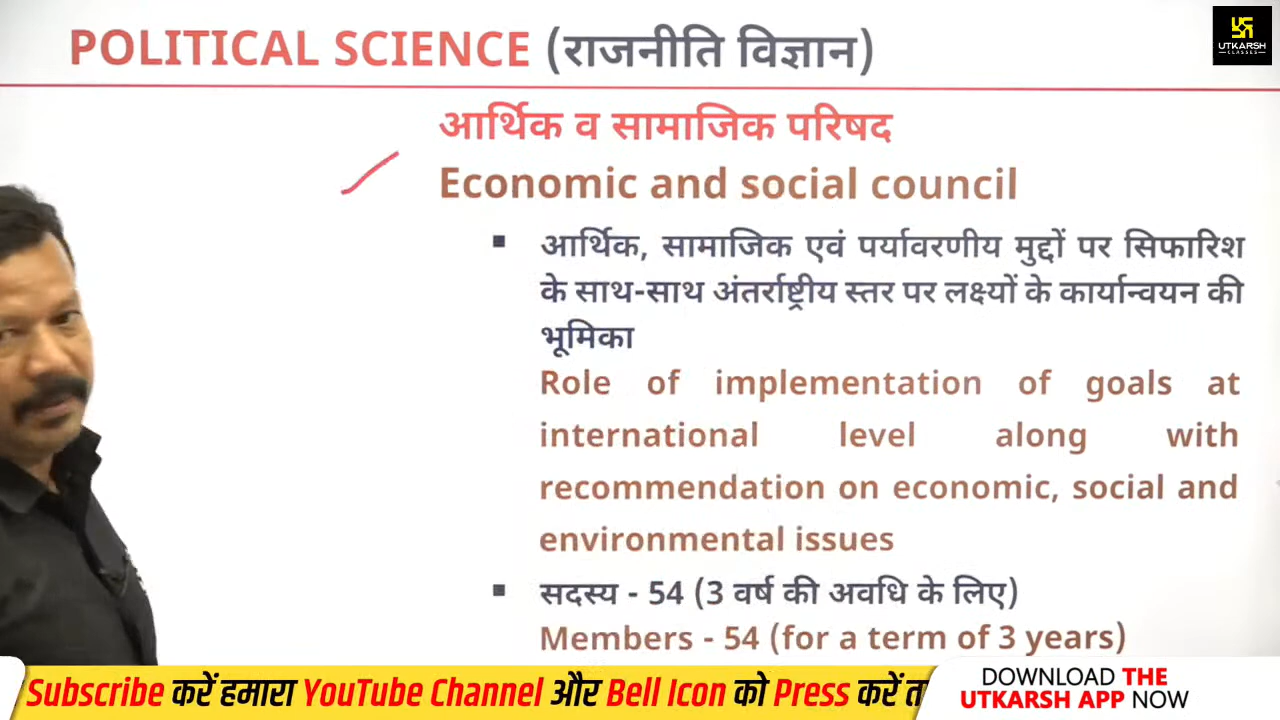 POLITICAL SCIENCE (राजनीति विज्ञान)
UTKARSH
CLASSES
आर्थिक व सामाजिक परिषद
Economic and social council
▪ आर्थिक, सामाजिक एवं पर्यावरणीय मुद्दों पर सिफारिश
के साथ-साथ अंतर्राष्ट्रीय स्तर पर लक्ष्यों के कार्यान्वयन की
भूमिका
Role of implementation of goals at
international level along with
recommendation on economic, social and
environmental issues
▪ सदस्य - 54 (3 वर्ष की अवधि के लिए)
Members - 54 (for a term of 3 years)
Subscribe करें हमारा YouTube Channel और Bell Icon को Press करें त
DOWNLOAD THE
UTKARSH APP NOW